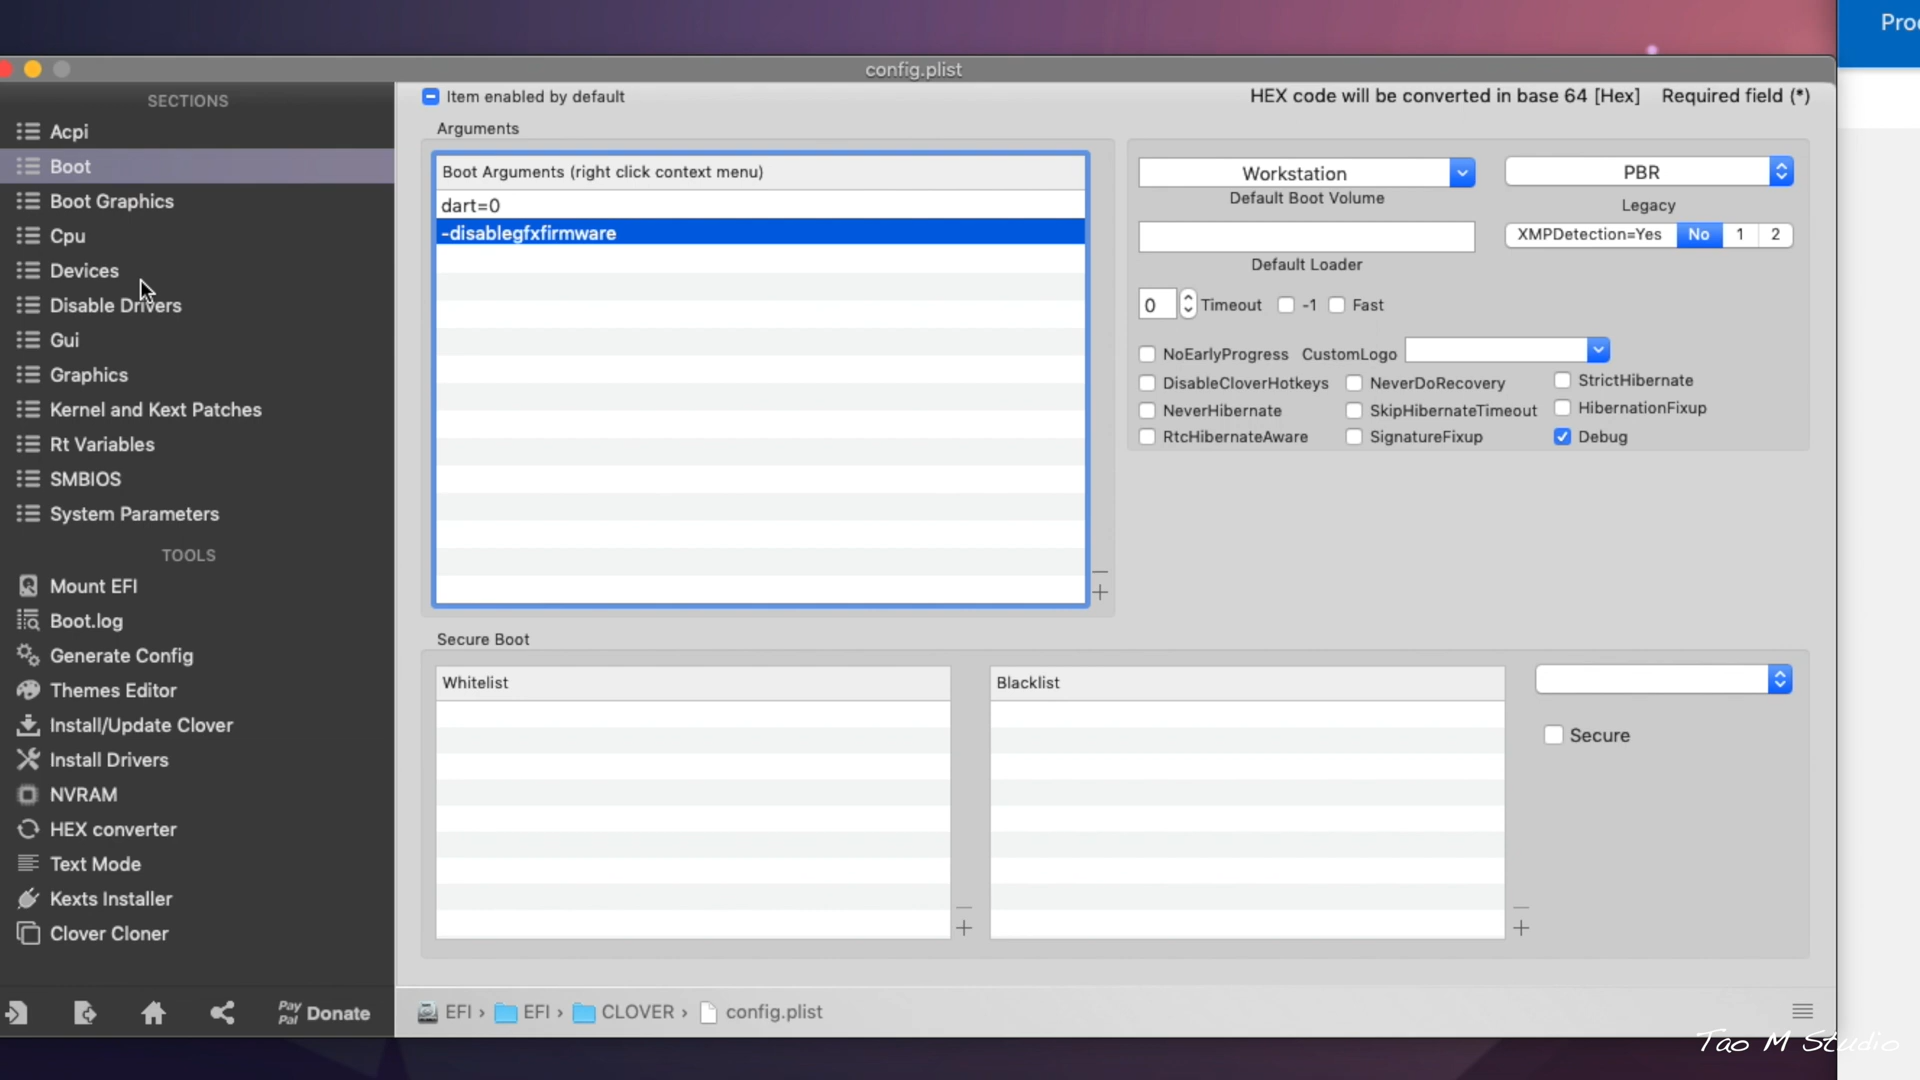 Proc
config.plist
SECTIONS
Acpi
Boot
Boot Graphics
Cpu
Devices
Disable Drivers
Gui
Graphics
Kernel and Kext Patches
Rt Variables
SMBIOS
System Parameters
TOOLS
Mount EFI
Boot.log
Generate Config
Themes Editor
Install/Update Clover
Install Drivers
NVRAM
HEX converter
Text Mode
Kexts Installer
Clover Cloner
Pay
Pal
Donate
Item enabled by default
HEX code will be converted in base 64 [Hex] Required field (*)
Arguments
Boot Arguments (right click context menu)
dart=0
-disablegfxfirmware
Workstation
Default Boot Volume
PBR
Legacy
XMPDetection=Yes No 1 2
Default Loader
0 Timeout -1 Fast
NoEarlyProgress CustomLogo
DisableCloverHotkeys NeverDoRecovery StrictHibernate
NeverHibernate SkipHibernateTimeout HibernationFixup
RtcHibernateAware SignatureFixup Debug
Secure Boot
Whitelist
Blacklist
Secure
EFI › EFI › CLOVER › config.plist
Tao M Studio